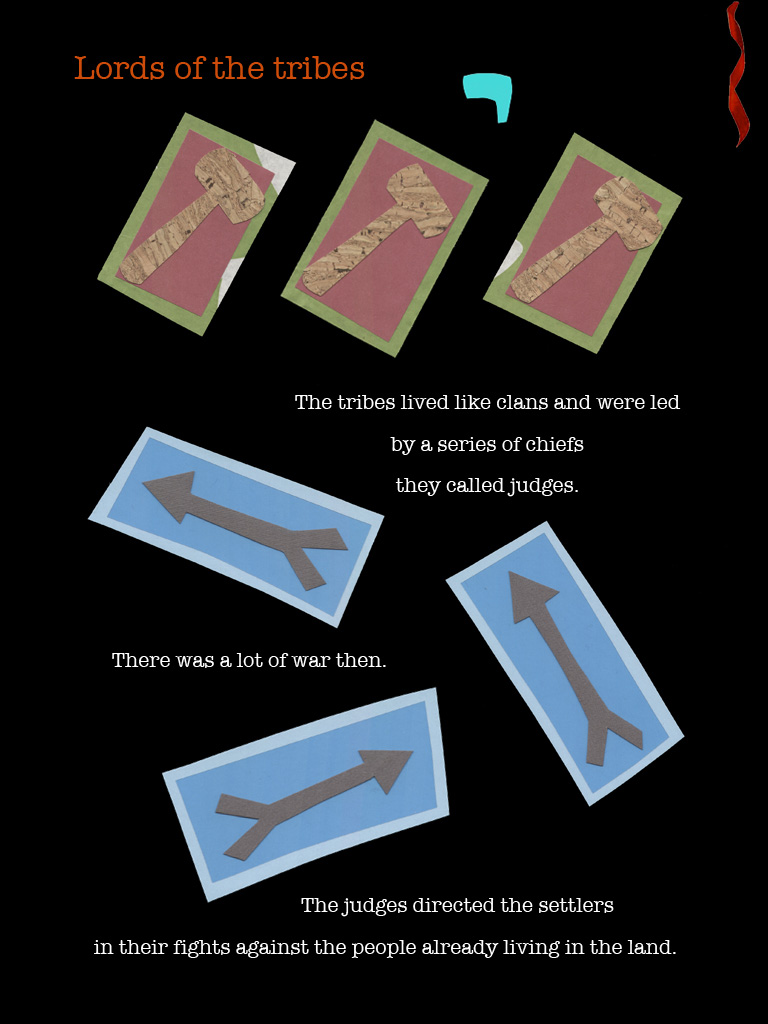 Lords of the tribes
The tribes lived like clans and were led
by a series of chiefs
they called judges.
There was a lot of war then.
The judges directed the settlers
in their fights against the people already living in the land.